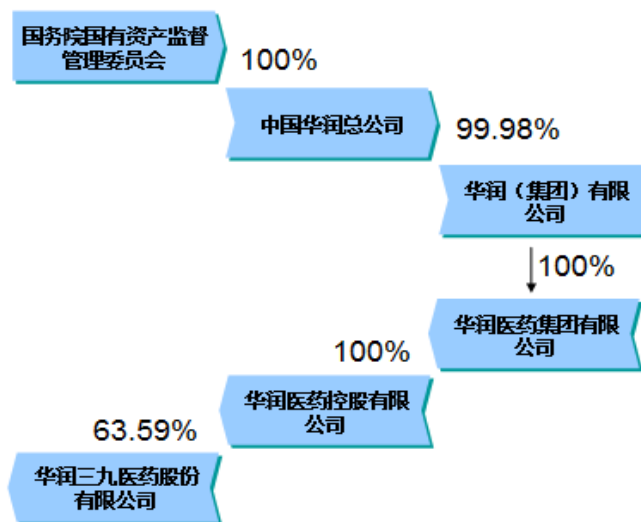 国务院国有资产监督
管理委员会
100%
中国华润总公司
99.98%
华润（集团）有限
公司
100%
华润医药集团有限
公司
100%
华润医药控股有限
公司
63.59%
华润三九医药股份
有限公司